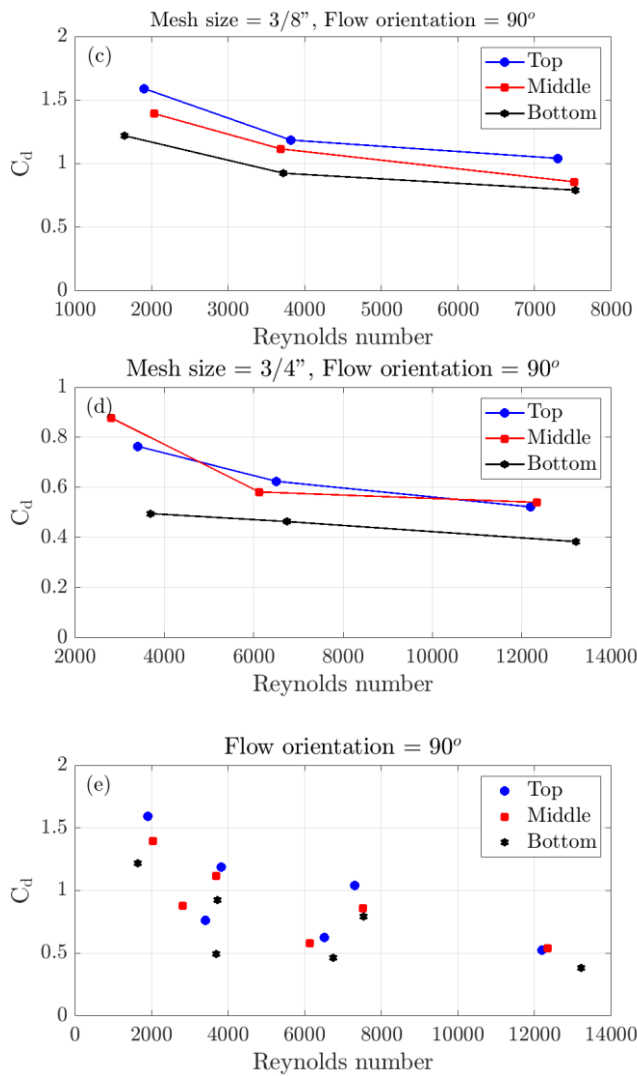 Mesh size = 3/8”, Flow orientation = 90°
(c)
Top
Middle
Bottom
2
1.5
1
0.5
0
C_d
1000 2000 3000 4000 5000 6000 7000 8000
Reynolds number
Mesh size = 3/4”, Flow orientation = 90°
(d)
Top
Middle
Bottom
1
0.8
0.6
0.4
0.2
0
C_d
2000 4000 6000 8000 10000 12000 14000
Reynolds number
Flow orientation = 90°
(e)
Top
Middle
Bottom
2
1.5
1
0.5
0
C_d
0 2000 4000 6000 8000 10000 12000 14000
Reynolds number